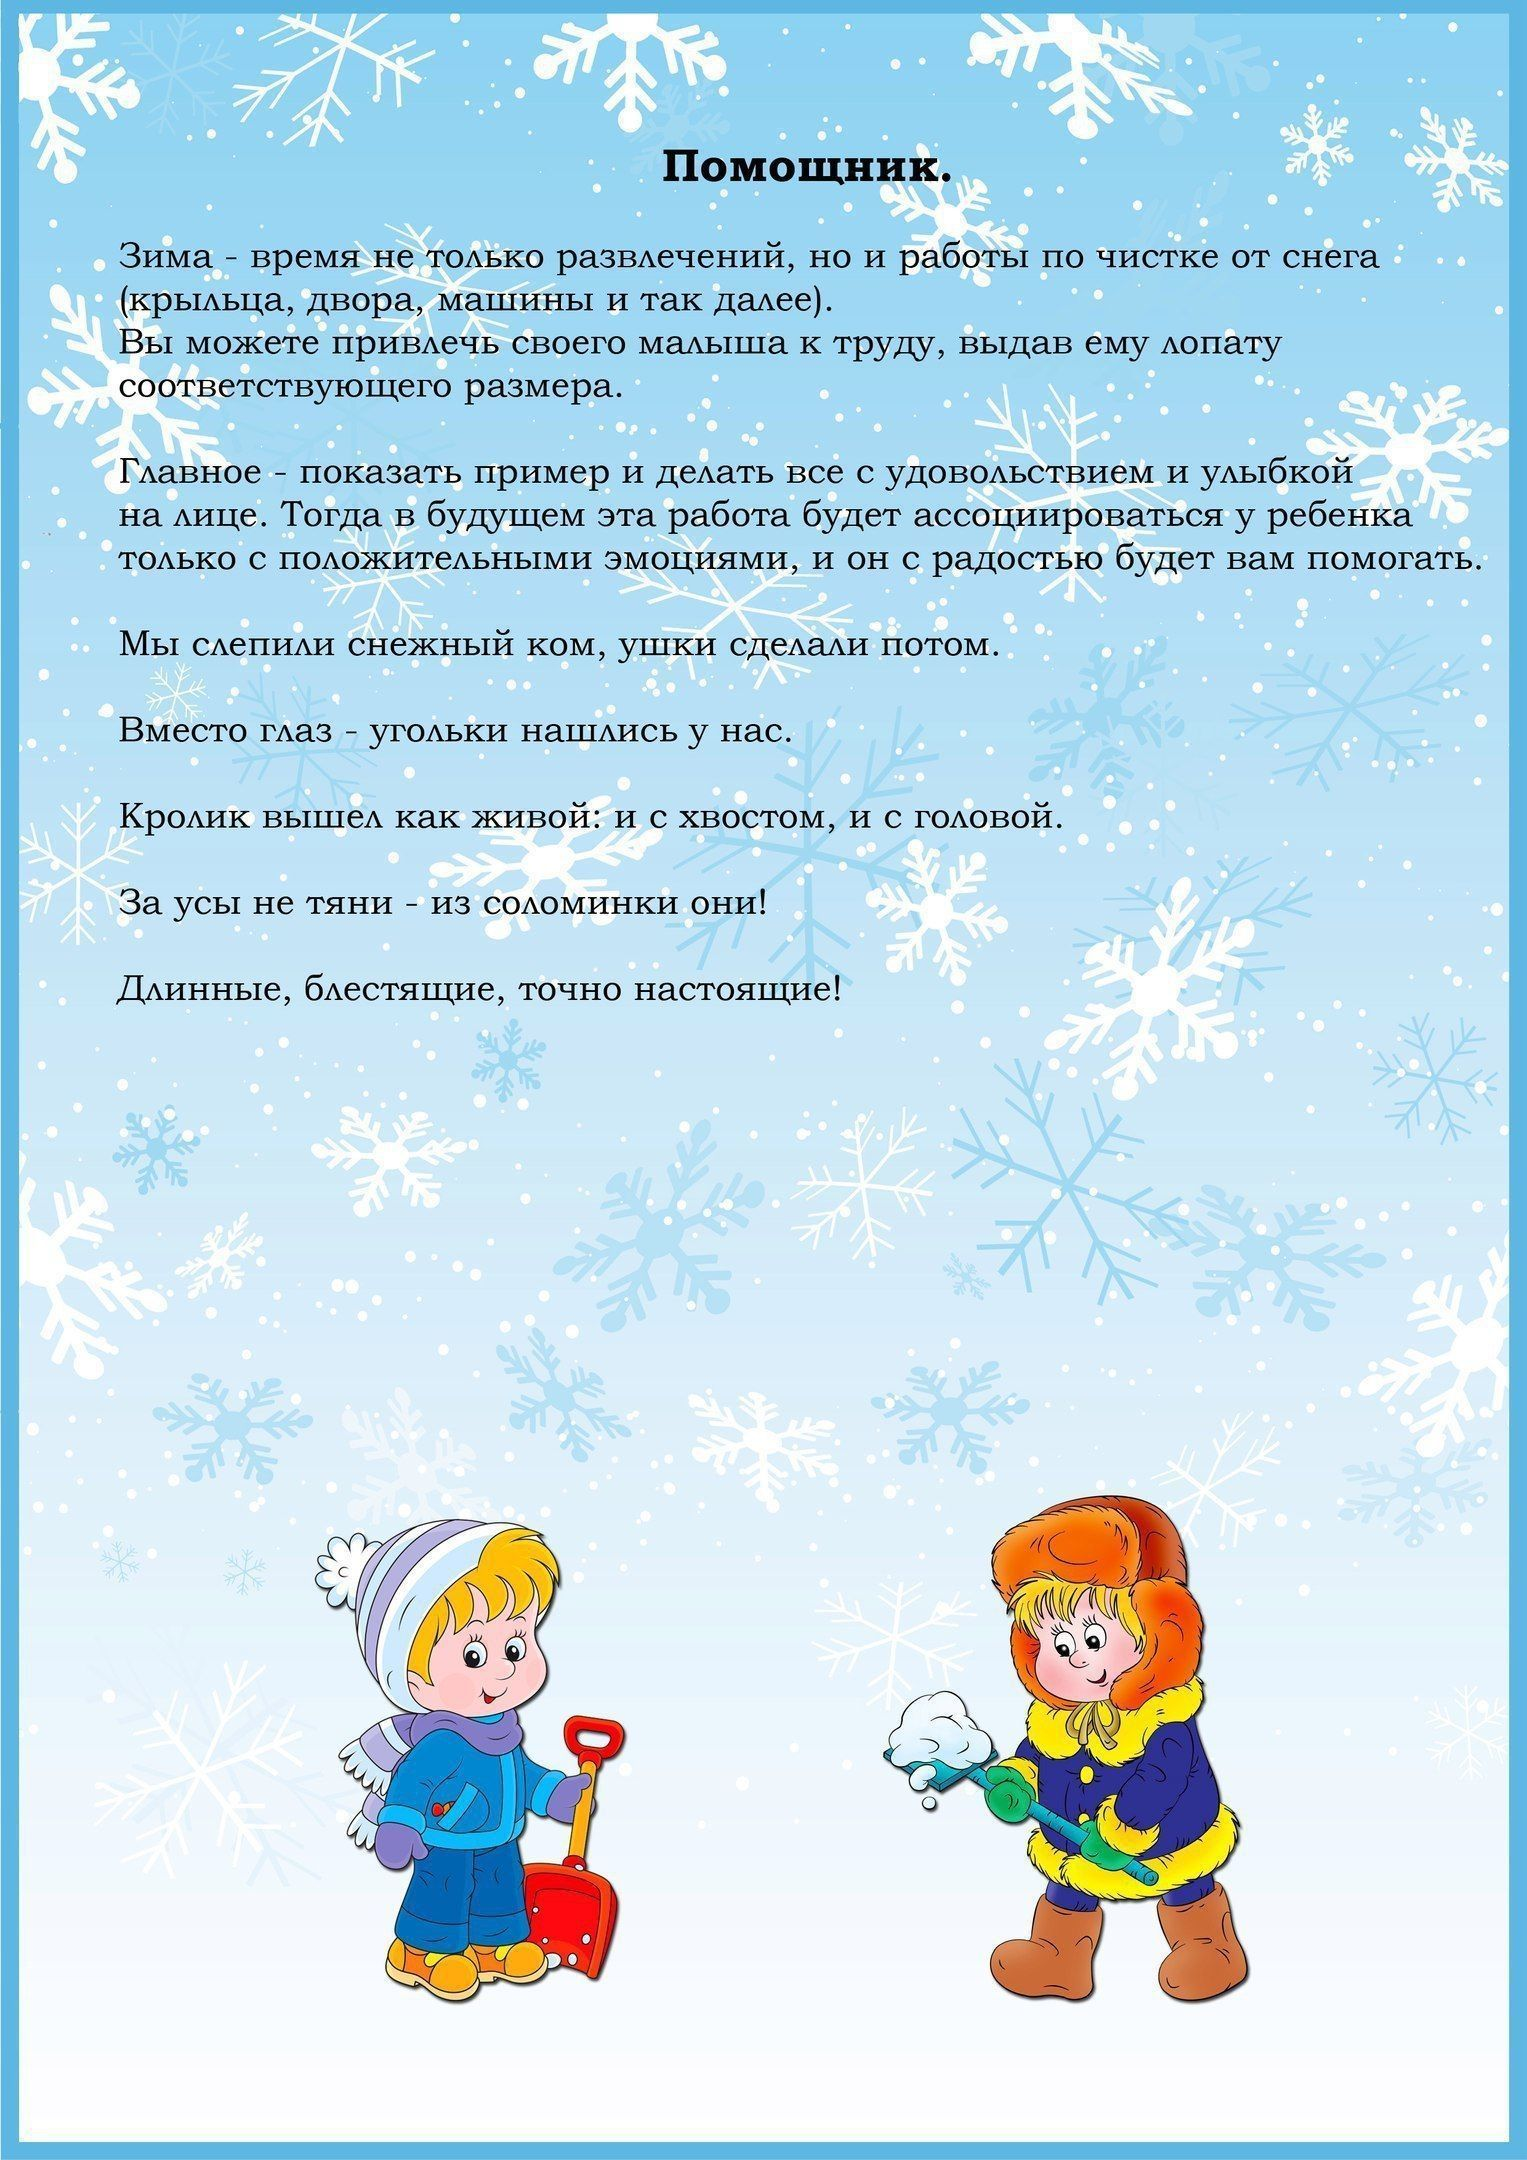 Помощник.
Зима - время не только развлечений, но и работы по чистке от снега
(крыльца, двора, машины и так далее).
Вы можете привлечь своего малыша к труду, выдав ему лопату
соответствующего размера.
Главное - показать пример и делать все с удовольствием и улыбкой
на лице. Тогда в будущем эта работа будет ассоциироваться у ребенка
только с положительными эмоциями, и он с радостью будет вам помогать.
Мы слепили снежный ком, ушки сделали потом.
Вместо глаз - угольки нашлись у нас.
Кролик вышел как живой: и с хвостом, и с головой.
За усы не тяни - из соломинки они!
Длинные, блестящие, точно настоящие!